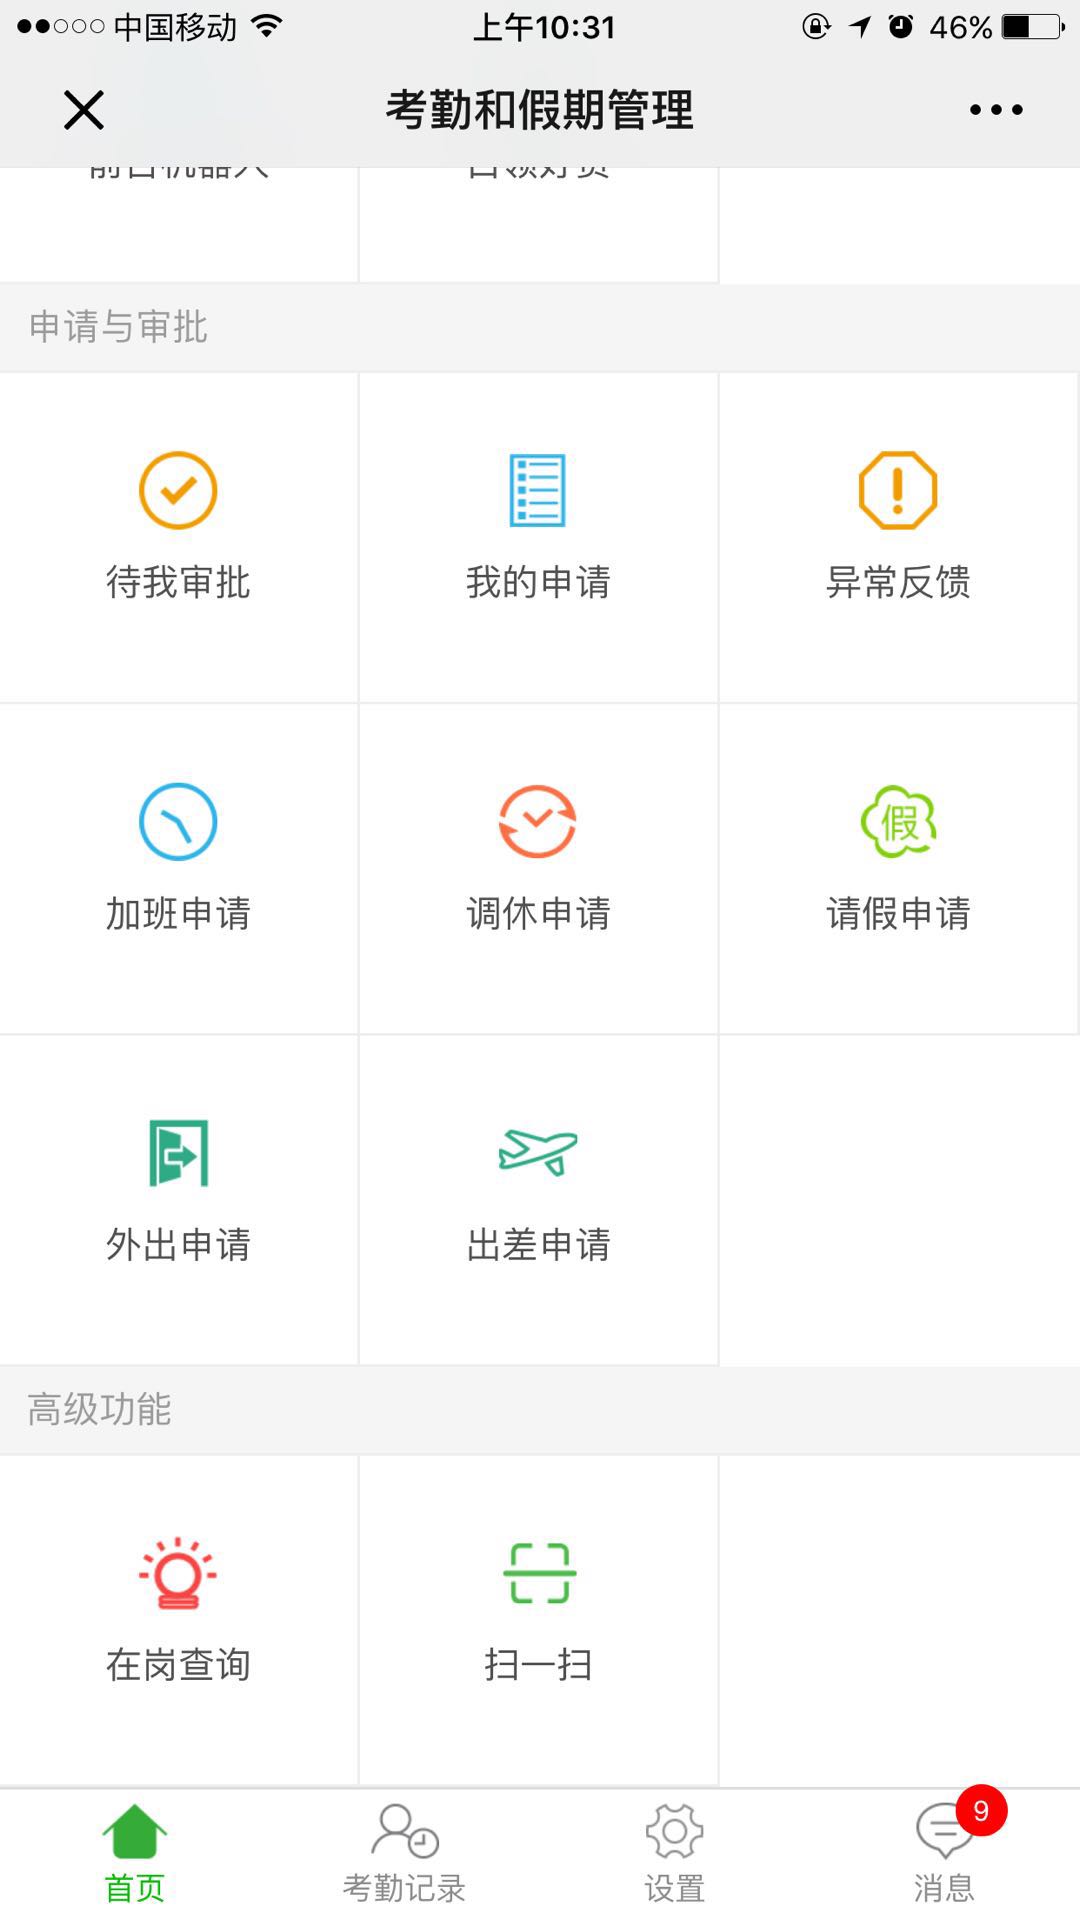 中国移动 上午10:31 46%
考勤和假期管理
申请与审批
待我审批 我的申请 异常反馈
假
加班申请 调休申请 请假申请
外出申请 出差申请
高级功能
在岗查询 扫一扫
9
首页 考勤记录 设置 消息